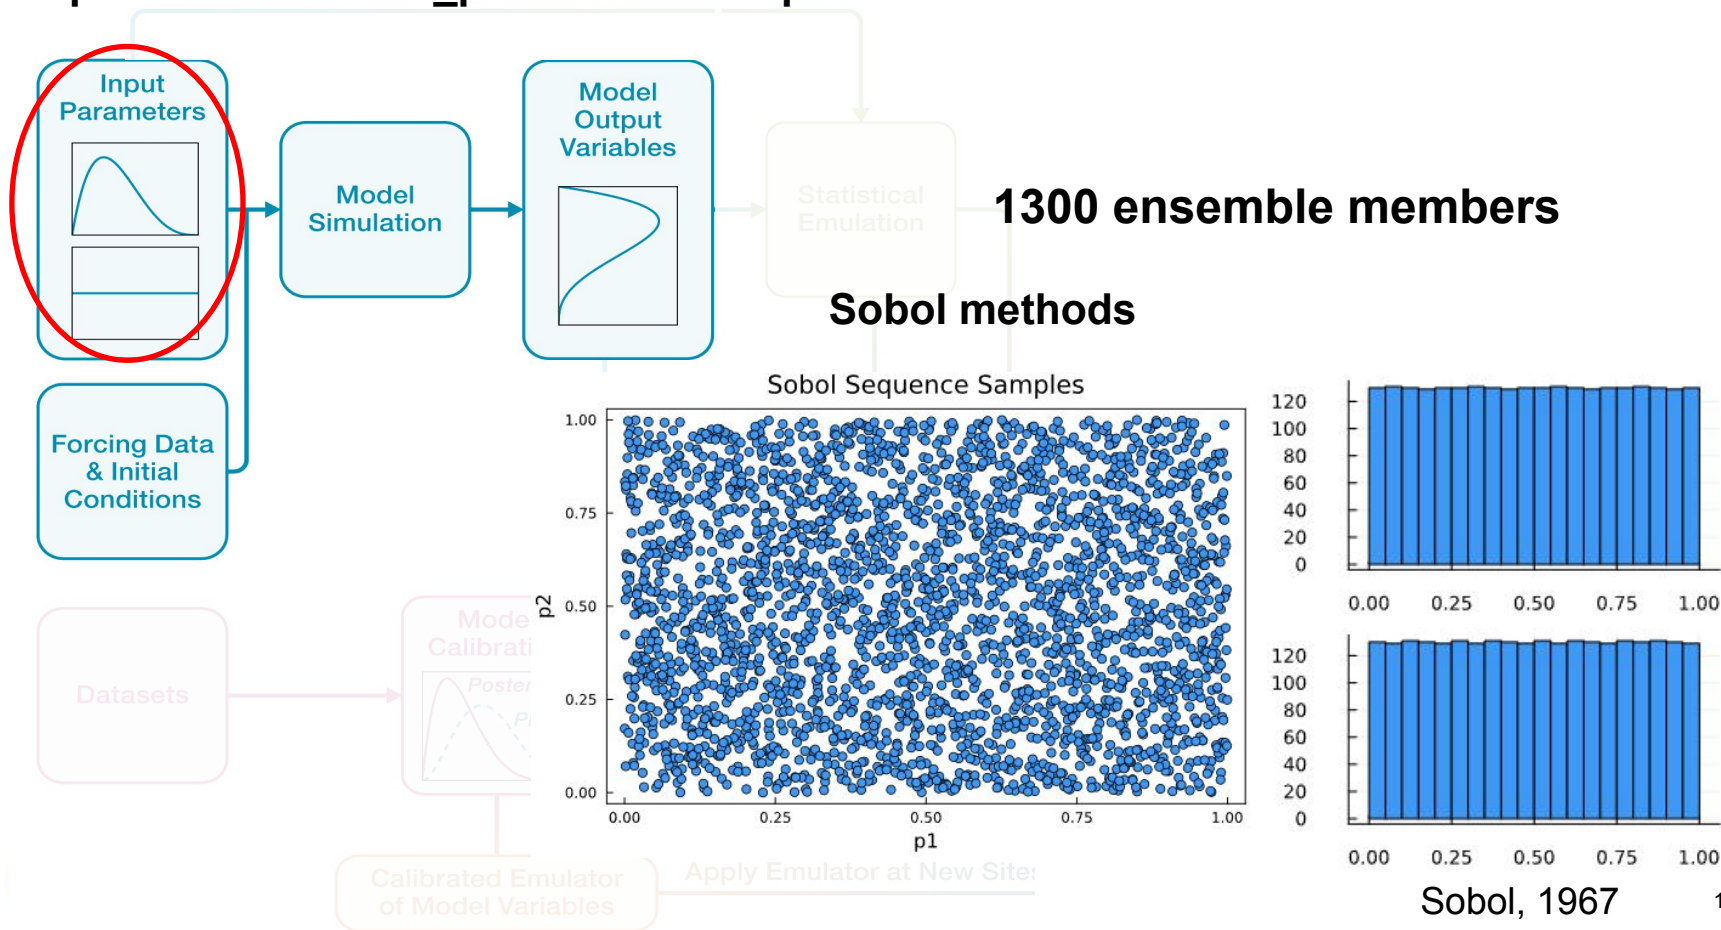 Input
Parameters
Model
Simulation
Model
Output
Variables
Statistical
Emulation
1300 ensemble members
Sobol methods
Forcing Data
& Initial
Conditions
Sobol Sequence Samples
1.00
0.75
0.50
0.25
0.00
p2
0.00 0.25 0.50 0.75 1.00
p1
120
100
80
60
40
20
0
0.00 0.25 0.50 0.75 1.00
120
100
80
60
40
20
0
0.00 0.25 0.50 0.75 1.00
Datasets
Mode
Calibrati
Poster
P
Calibrated Emulator
of Model Variables
Apply Emulator at New Sites
Sobol, 1967
1